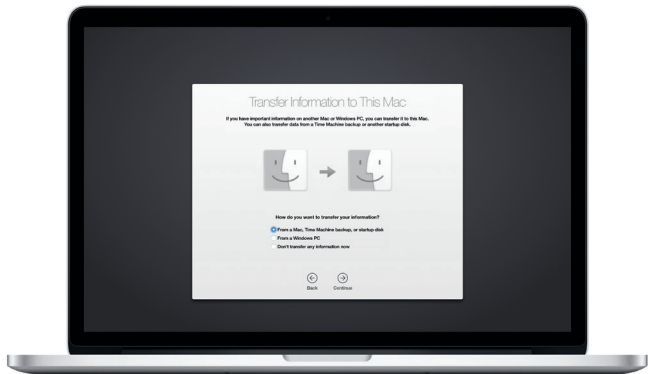 Transfer Information to This Mac
If you have important information on another Mac or Windows PC, you can transfer it to this Mac.
You can also transfer data from a Time Machine backup or another startup disk.
How do you want to transfer your information?
From a Mac, Time Machine backup, or startup disk
From a Windows PC
Don't transfer any information now
Back
Continue